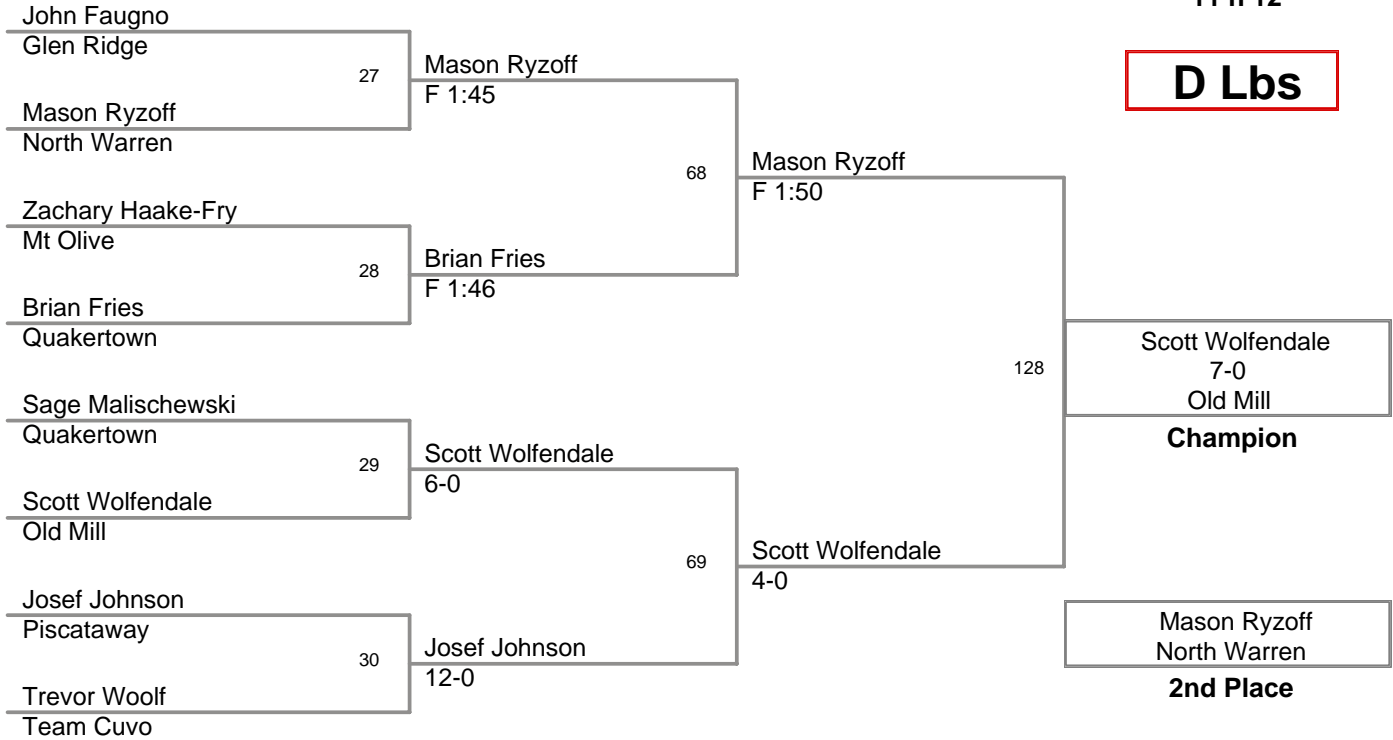 John Faugno
Glen Ridge
27
Mason Ryzoff
North Warren
Mason Ryzoff
F 1:45
Zachary Haake-Fry
Mt Olive
28
Brian Fries
Quakertown
Brian Fries
F 1:46
68
Mason Ryzoff
F 1:50
Sage Malischewski
Quakertown
29
Scott Wolfendale
Old Mill
Scott Wolfendale
6-0
Josef Johnson
Piscataway
30
Trevor Woolf
Team Cuvo
Josef Johnson
12-0
69
Scott Wolfendale
4-0
128
D Lbs
Scott Wolfendale
7-0
Old Mill
Champion
Mason Ryzoff
North Warren
2nd Place